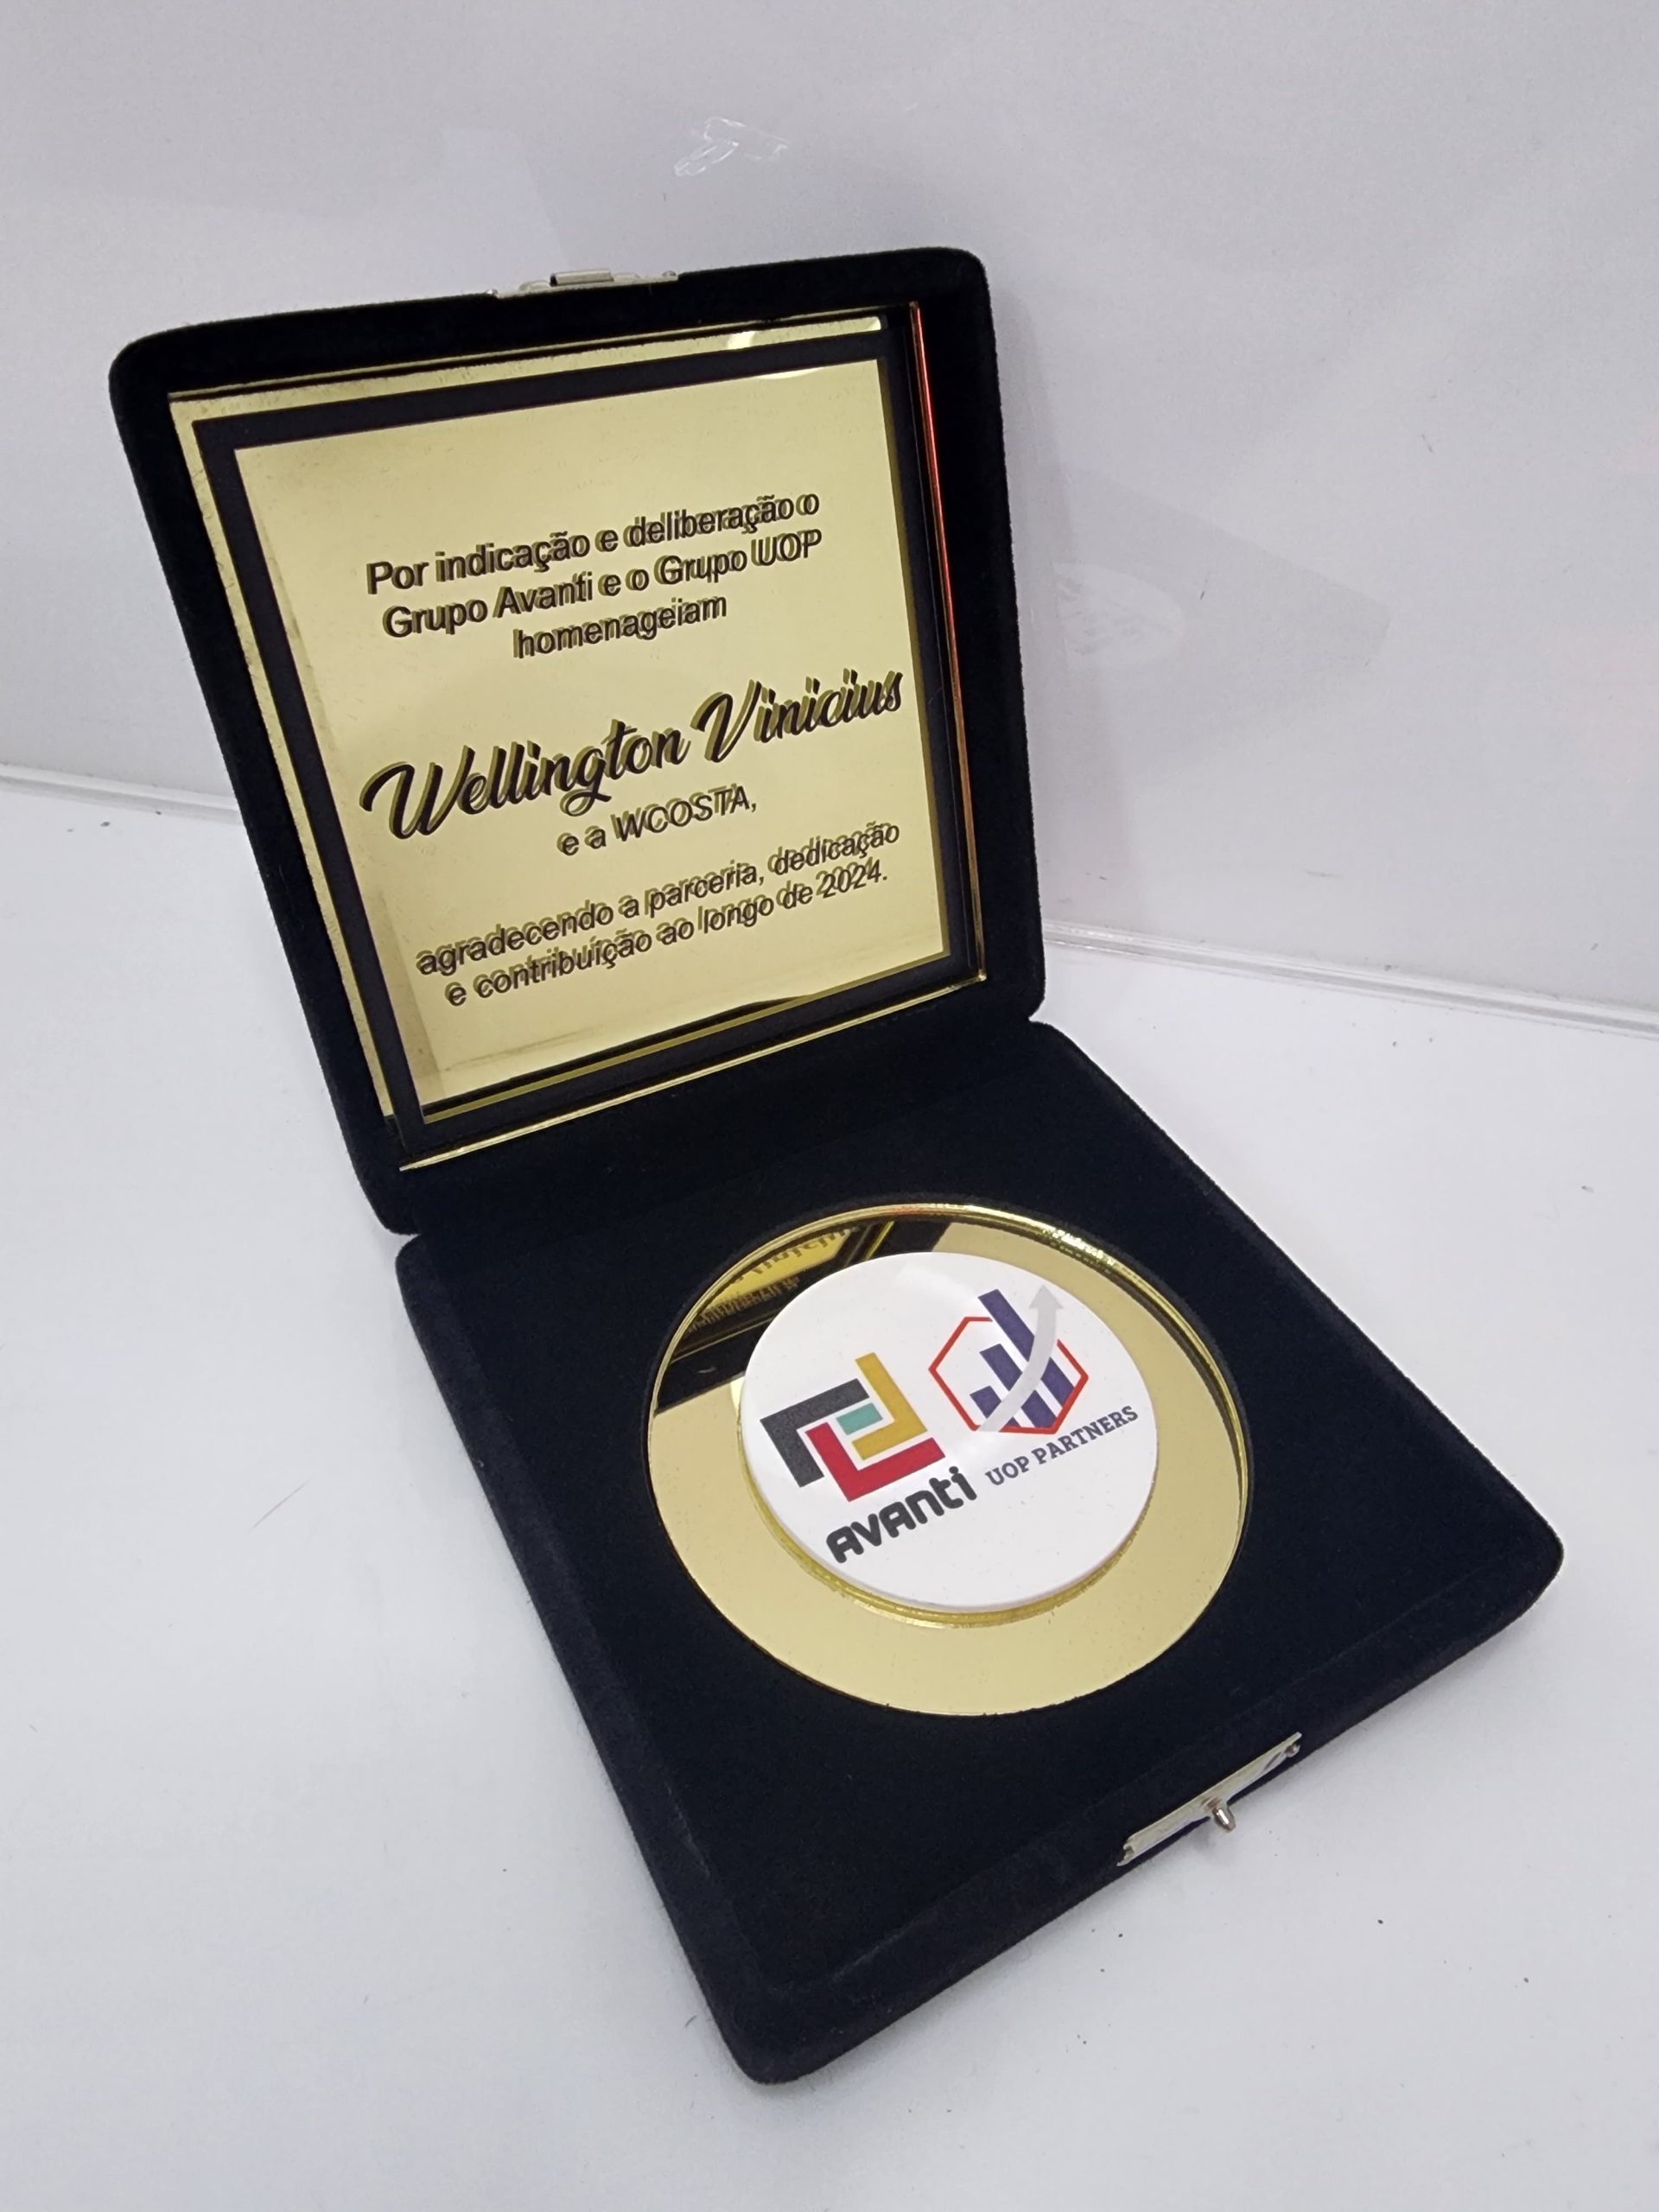 Por indicação e deliberação o
Grupo Avanti e o Grupo UOP
homenageiam
Wellington Vinicius
e a WCOSTA,
agradecendo a parceria, dedicação
e contribuição ao longo de 2024.
AVANTI
UOP PARTNERS